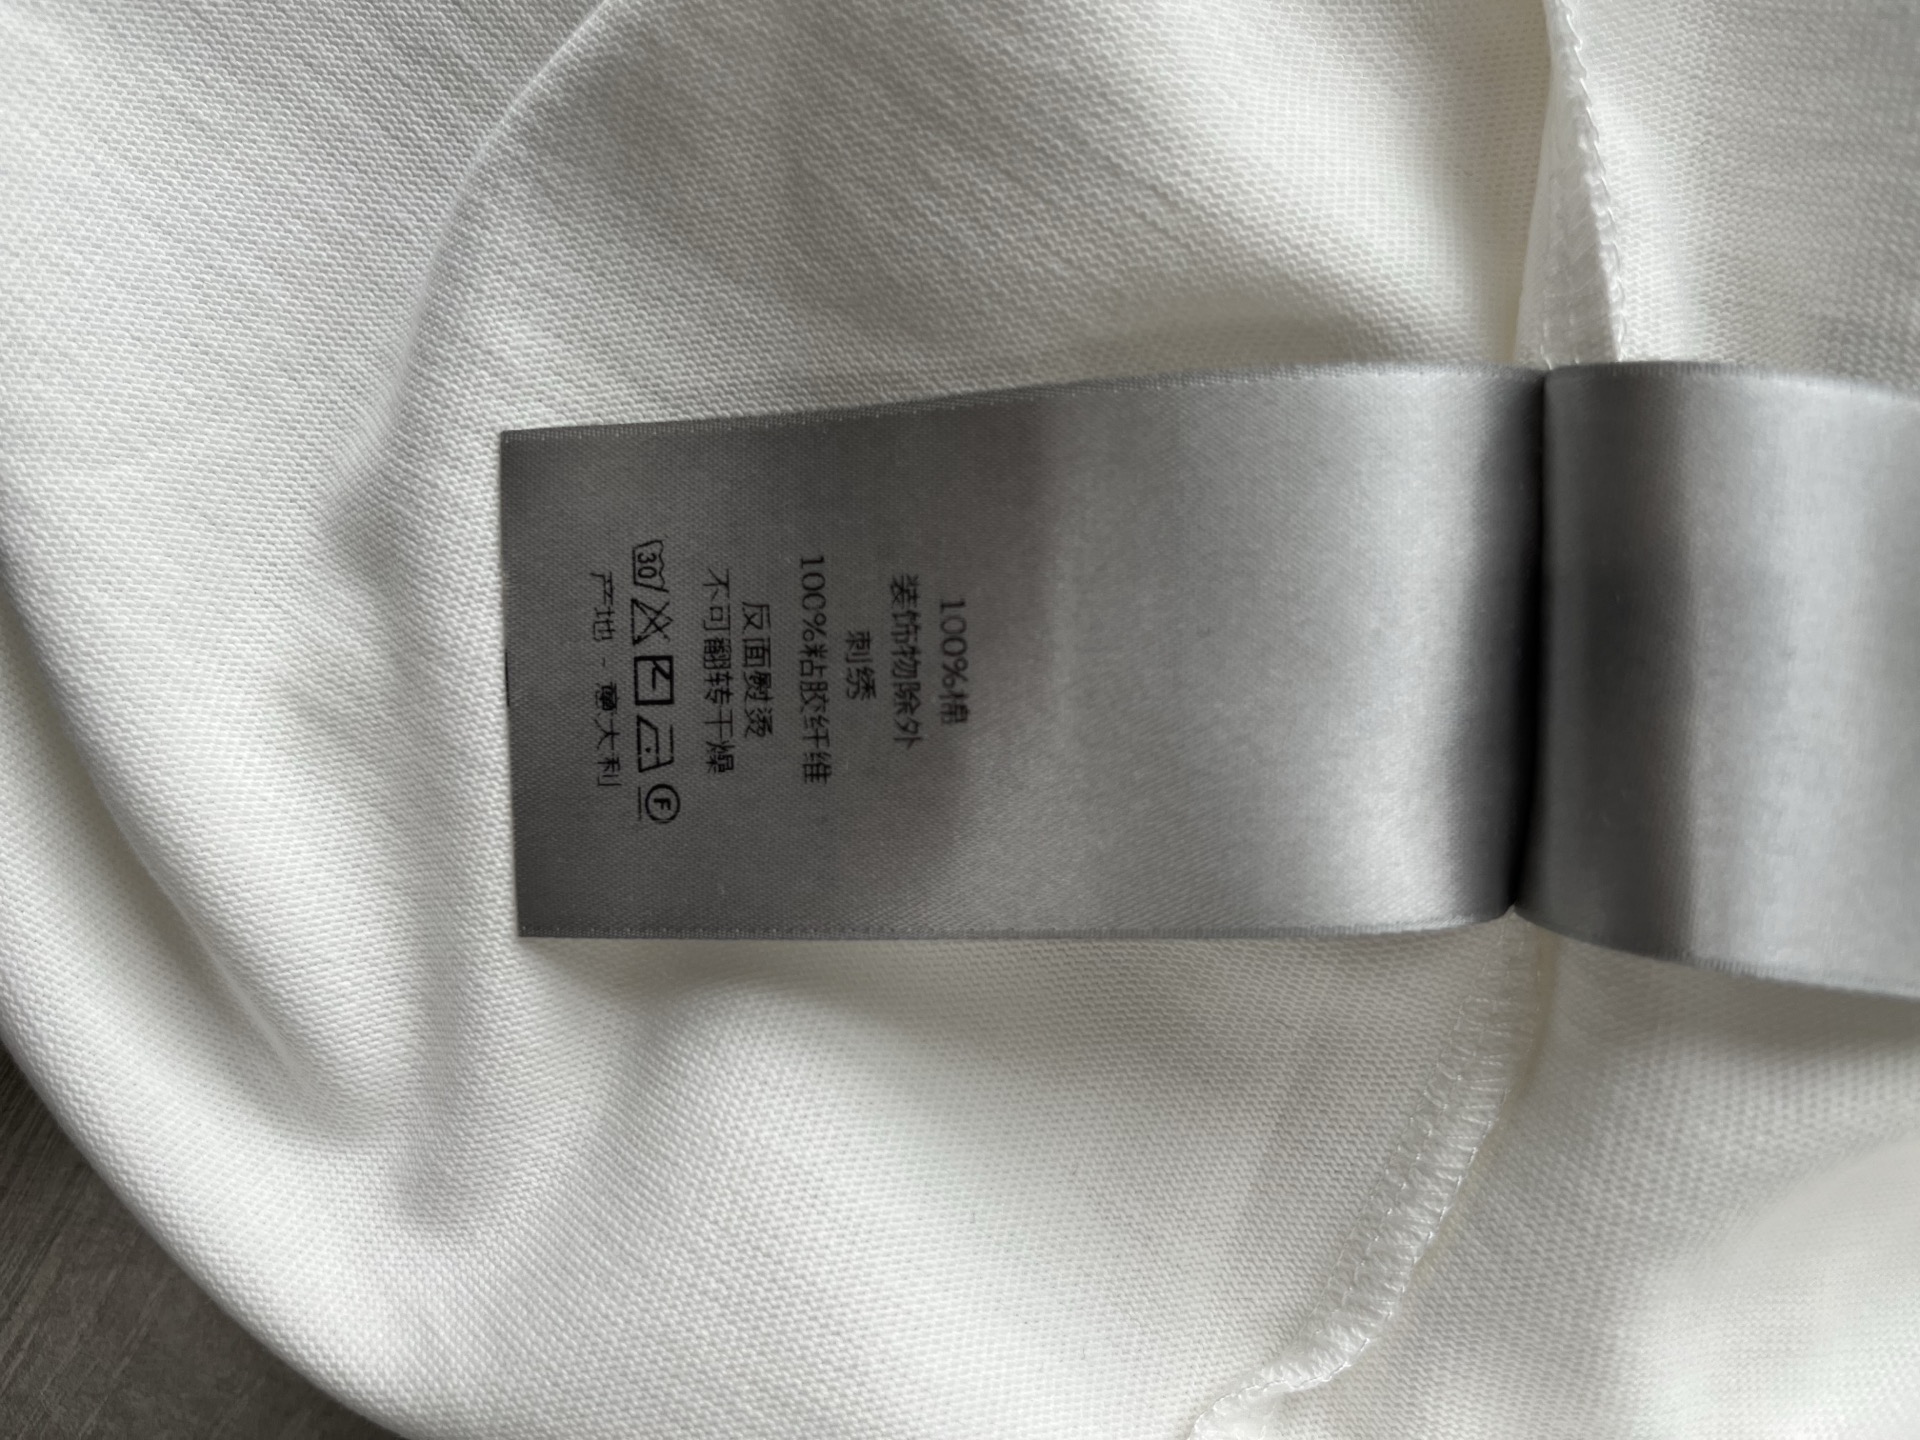 100%棉
装饰物除外
刺绣
100%粘胶纤维
反面熨烫
不可翻转干燥
30 F
产地 - 意大利